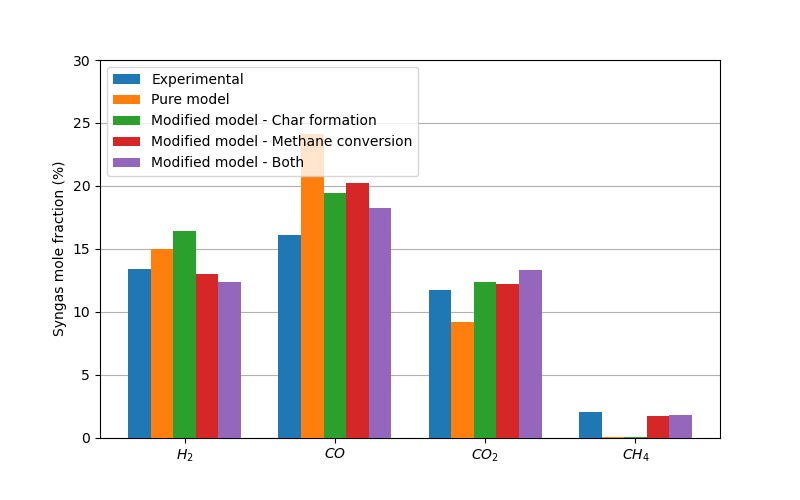 30
25
20
15
10
5
0
Syngas mole fraction (%)
Experimental
Pure model
Modified model - Char formation
Modified model - Methane conversion
Modified model - Both
H₂ CO CO₂ CH₄